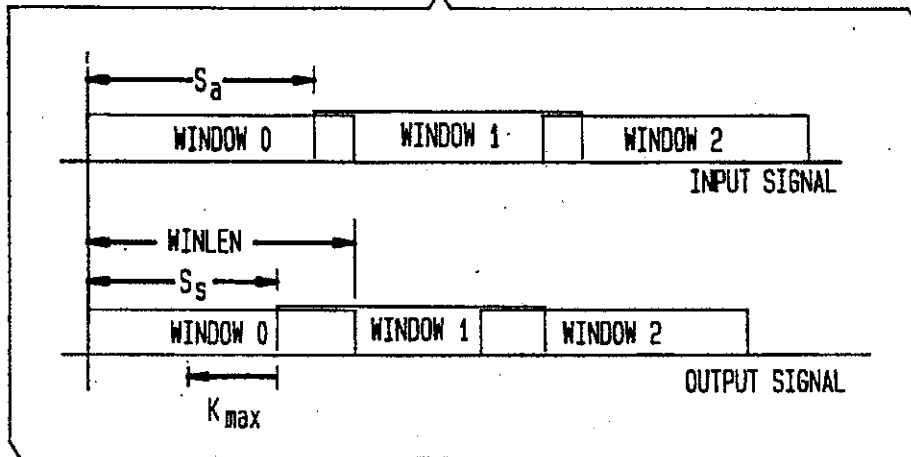 Sa
WINDOW 0 WINDOW 1 WINDOW 2
INPUT SIGNAL
WINLEN
Ss
WINDOW 0 WINDOW 1 WINDOW 2
OUTPUT SIGNAL
Kmax